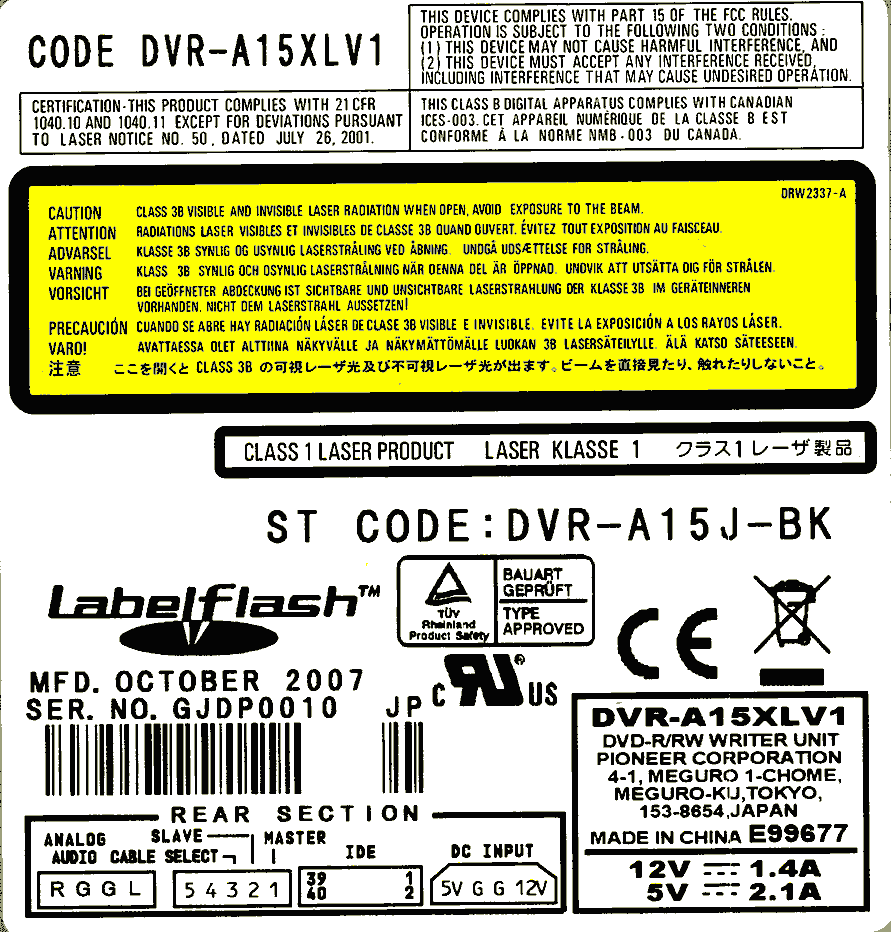 CODE DVR-A15XLV1
THIS DEVICE COMPLIES WITH PART 15 OF THE FCC RULES.
OPERATION IS SUBJECT TO THE FOLLOWING TWO CONDITIONS :
(1) THIS DEVICE MAY NOT CAUSE HARMFUL INTERFERENCE, AND
(2) THIS DEVICE MUST ACCEPT ANY INTERFERENCE RECEIVED,
INCLUDING INTERFERENCE THAT MAY CAUSE UNDESIRED OPERATION.
CERTIFICATION-THIS PRODUCT COMPLIES WITH 21 CFR
1040.10 AND 1040.11 EXCEPT FOR DEVIATIONS PURSUANT
TO LASER NOTICE NO. 50, DATED JULY 26, 2001.
THIS CLASS B DIGITAL APPARATUS COMPLIES WITH CANADIAN
ICES-003. CET APPAREIL NUMÉRIQUE DE LA CLASSE B EST
CONFORME À LA NORME NMB-003 DU CANADA.
DRW2337-A
CAUTION CLASS 3B VISIBLE AND INVISIBLE LASER RADIATION WHEN OPEN, AVOID EXPOSURE TO THE BEAM.
ATTENTION RADIATIONS LASER VISIBLES ET INVISIBLES DE CLASSE 3B QUAND OUVERT. ÉVITEZ TOUT EXPOSITION AU FAISCEAU.
ADVARSEL KLASSE 3B SYNLIG OG USYNLIG LASERSTRÅLING VED ÅBNING. UNDGÅ UDSÆTTELSE FOR STRÅLING.
VARNING KLASS 3B SYNLIG OCH OSYNLIG LASERSTRÅLNING NÄR DENNA DEL ÄR ÖPPNAD. UNDVIK ATT UTSÄTTA DIG FÖR STRÅLEN.
VORSICHT BEI GEÖFFNETER ABDECKUNG IST SICHTBARE UND UNSICHTBARE LASERSTRAHLUNG DER KLASSE 3B IM GERÄTEINNEREN
VORHANDEN. NICHT DEM LASERSTRAHL AUSSETZEN!
PRECAUCIÓN CUANDO SE ABRE HAY RADIACIÓN LÁSER DE CLASE 3B VISIBLE E INVISIBLE. EVITE LA EXPOSICIÓN A LOS RAYOS LÁSER.
VARO! AVATTAESSA OLET ALTTIINA NÄKYVÄLLE JA NÄKYMÄTTÖMÄLLE LUOKAN 3B LASERSÄTEILYLLE. ÄLÄ KATSO SÄTEESEEN.
注意 ここを開くと CLASS 3B の可視レーザ光及び不可視レーザ光が出ます。ビームを直接見たり、触れたりしないこと。
CLASS 1 LASER PRODUCT LASER KLASSE 1 クラス1レーザ製品
ST CODE:DVR-A15J-BK
Labelflash™
TÜV
Rheinland
Product Safety
BAUART
GEPRÜFT
TYPE
APPROVED
CE
C RU® US
MFD. OCTOBER 2007
SER. NO. GJDP0010 JP
DVR-A15XLV1
DVD-R/RW WRITER UNIT
PIONEER CORPORATION
4-1, MEGURO 1-CHOME,
MEGURO-KU,TOKYO,
153-8654,JAPAN
MADE IN CHINA E99677
12V ⎓ 1.4A
5V ⎓ 2.1A
REAR SECTION
ANALOG SLAVE MASTER
AUDIO CABLE SELECT IDE DC INPUT
R G G L 5 4 3 2 1 39 1 5V G G 12V
40 2